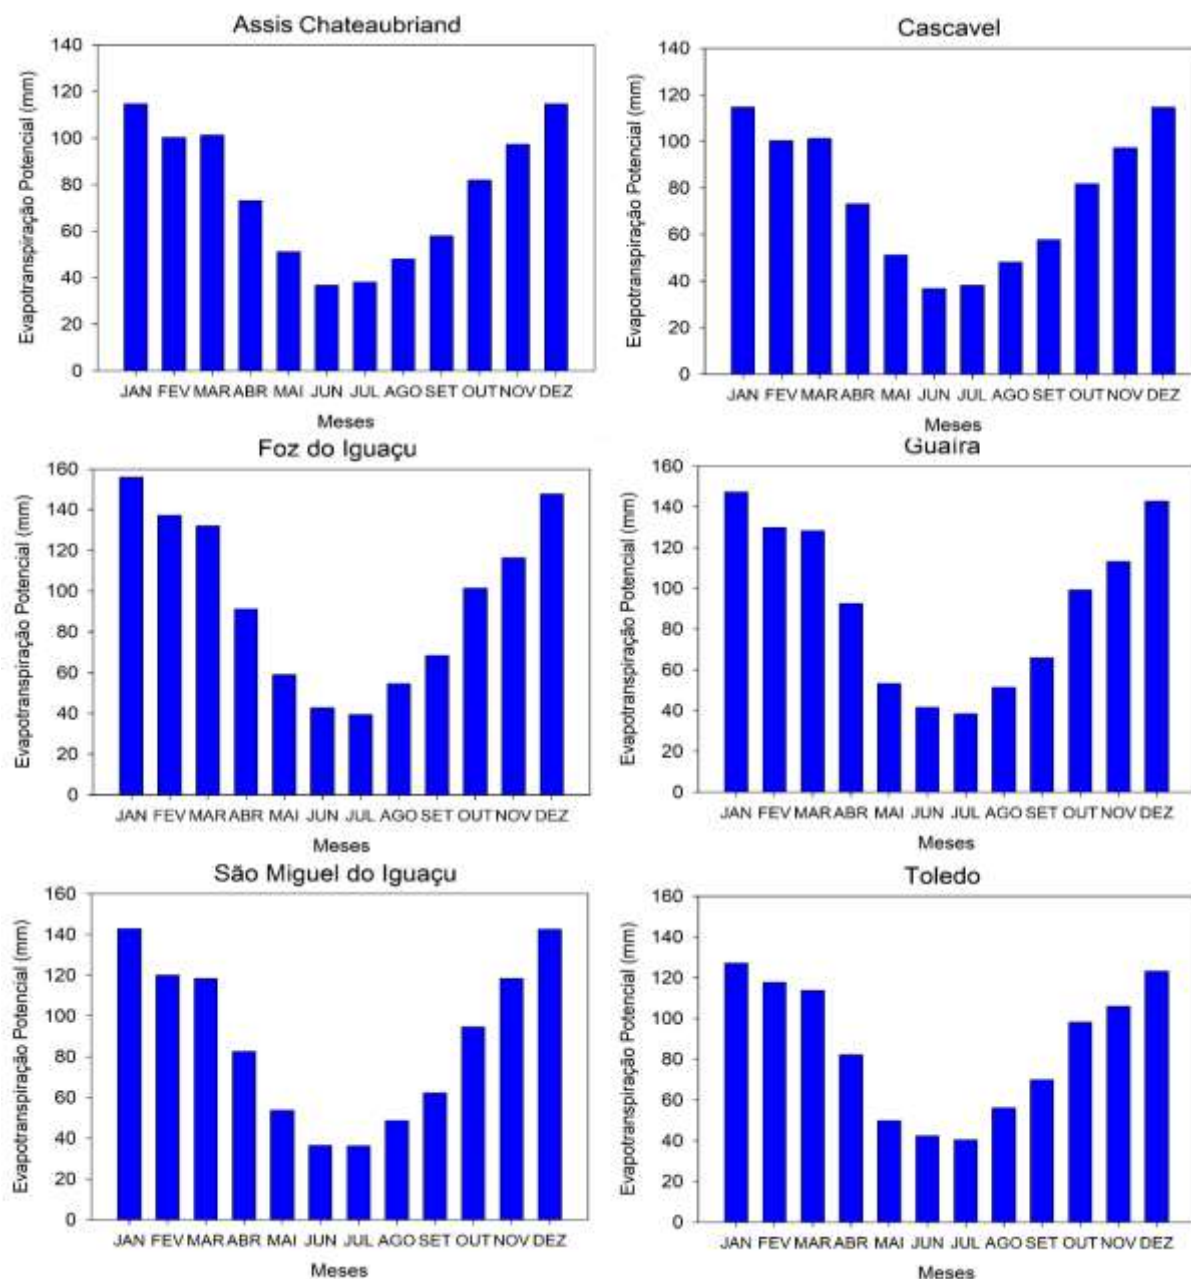 Assis Chateaubriand
Evapotranspiração Potencial (mm)
140
120
100
80
60
40
20
0
JAN FEV MAR ABR MAI JUN JUL AGO SET OUT NOV DEZ
Meses
Cascavel
Evapotranspiração Potencial (mm)
140
120
100
80
60
40
20
0
JAN FEV MAR ABR MAI JUN JUL AGO SET OUT NOV DEZ
Meses
Foz do Iguaçu
Evapotranspiração Potencial (mm)
160
140
120
100
80
60
40
20
0
JAN FEV MAR ABR MAI JUN JUL AGO SET OUT NOV DEZ
Meses
Guaíra
Evapotranspiração Potencial (mm)
160
140
120
100
80
60
40
20
0
JAN FEV MAR ABR MAI JUN JUL AGO SET OUT NOV DEZ
Meses
São Miguel do Iguaçu
Evapotranspiração Potencial (mm)
160
140
120
100
80
60
40
20
0
JAN FEV MAR ABR MAI JUN JUL AGO SET OUT NOV DEZ
Meses
Toledo
Evapotranspiração Potencial (mm)
160
140
120
100
80
60
40
20
0
JAN FEV MAR ABR MAI JUN JUL AGO SET OUT NOV DEZ
Meses